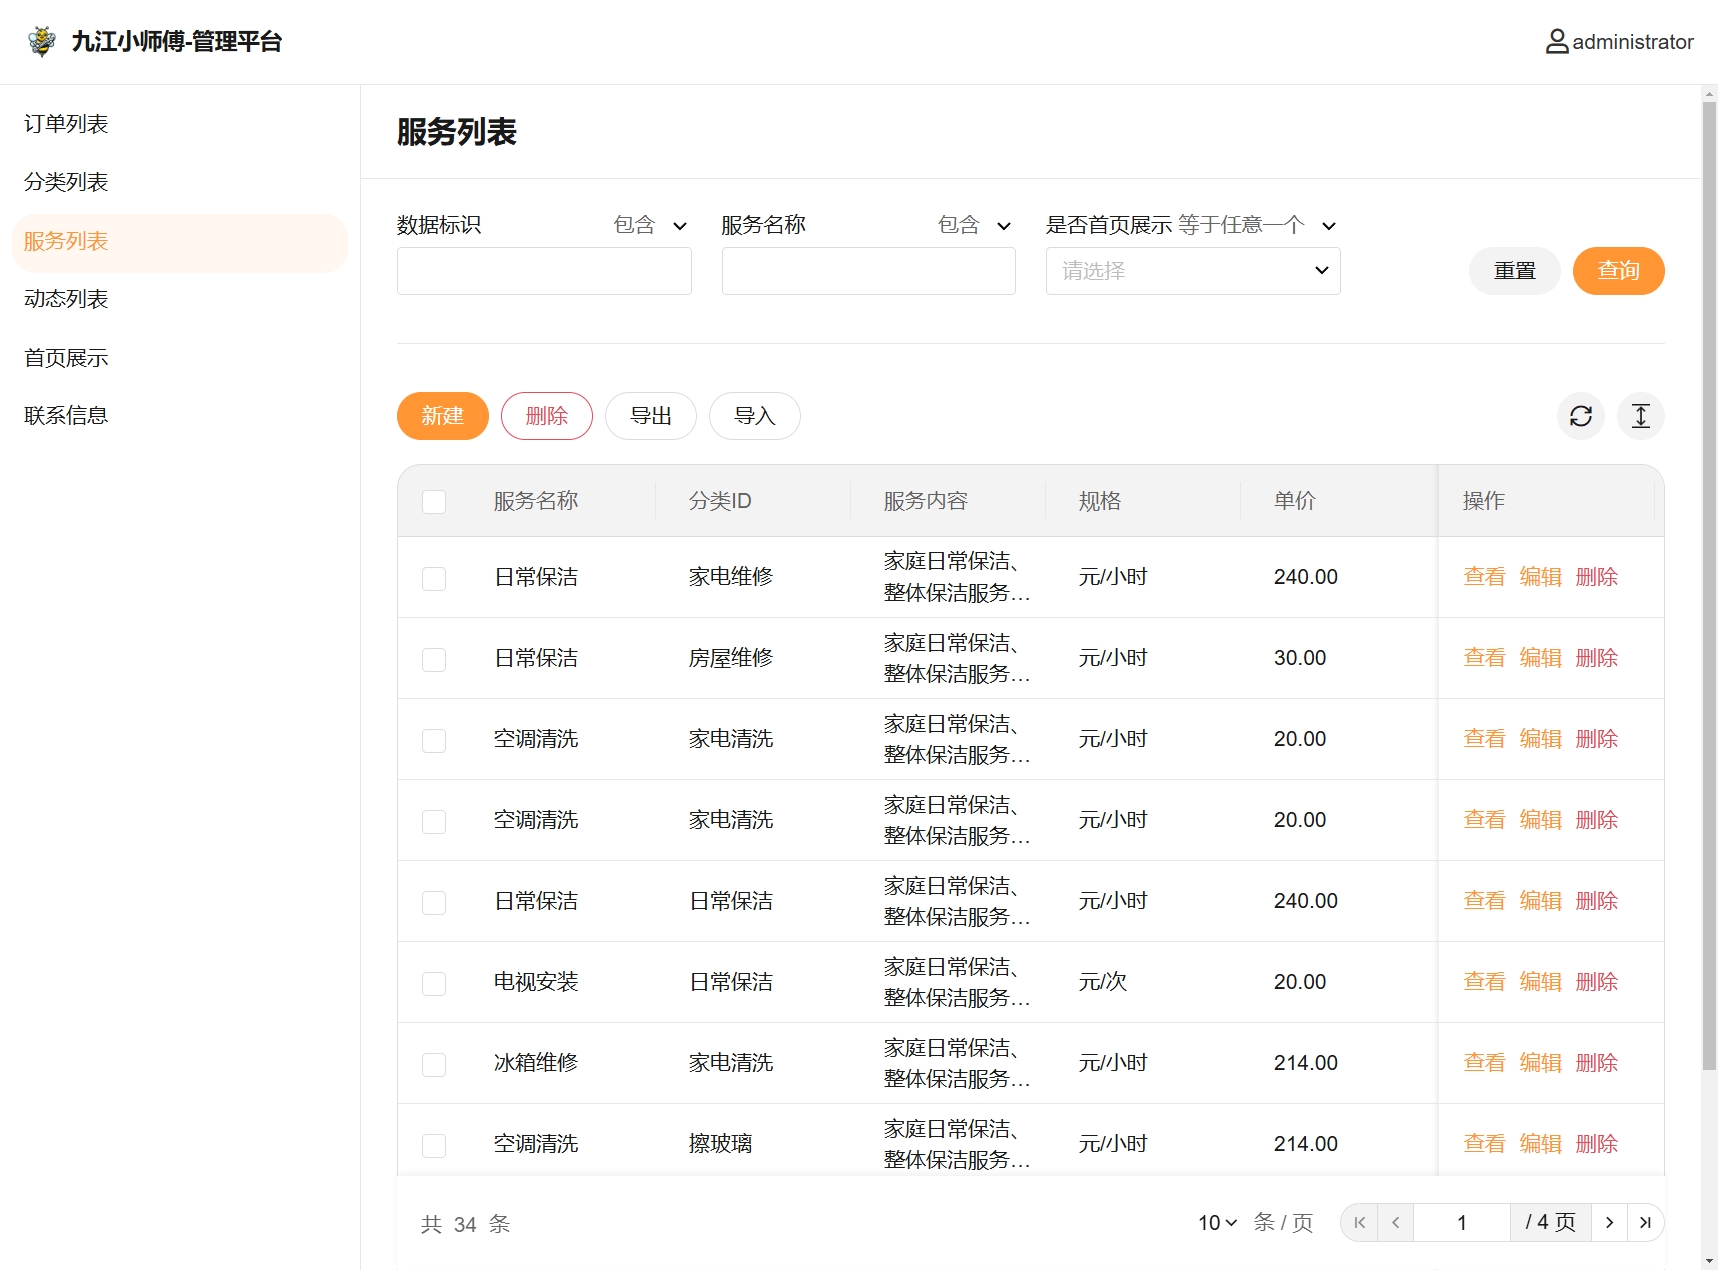 九江小师傅-管理平台
administrator
订单列表
分类列表
服务列表
动态列表
首页展示
联系信息
服务列表
数据标识 包含 服务名称 包含 是否首页展示 等于任意一个
请选择 重置 查询
新建 删除 导出 导入
服务名称 分类ID 服务内容 规格 单价 操作
日常保洁 家电维修 家庭日常保洁、 元/小时 240.00 查看 编辑 删除
整体保洁服务…
日常保洁 房屋维修 家庭日常保洁、 元/小时 30.00 查看 编辑 删除
整体保洁服务…
空调清洗 家电清洗 家庭日常保洁、 元/小时 20.00 查看 编辑 删除
整体保洁服务…
空调清洗 家电清洗 家庭日常保洁、 元/小时 20.00 查看 编辑 删除
整体保洁服务…
日常保洁 日常保洁 家庭日常保洁、 元/小时 240.00 查看 编辑 删除
整体保洁服务…
电视安装 日常保洁 家庭日常保洁、 元/次 20.00 查看 编辑 删除
整体保洁服务…
冰箱维修 家电清洗 家庭日常保洁、 元/小时 214.00 查看 编辑 删除
整体保洁服务…
空调清洗 擦玻璃 家庭日常保洁、 元/小时 214.00 查看 编辑 删除
整体保洁服务…
共 34 条 10 条 / 页 1 / 4 页